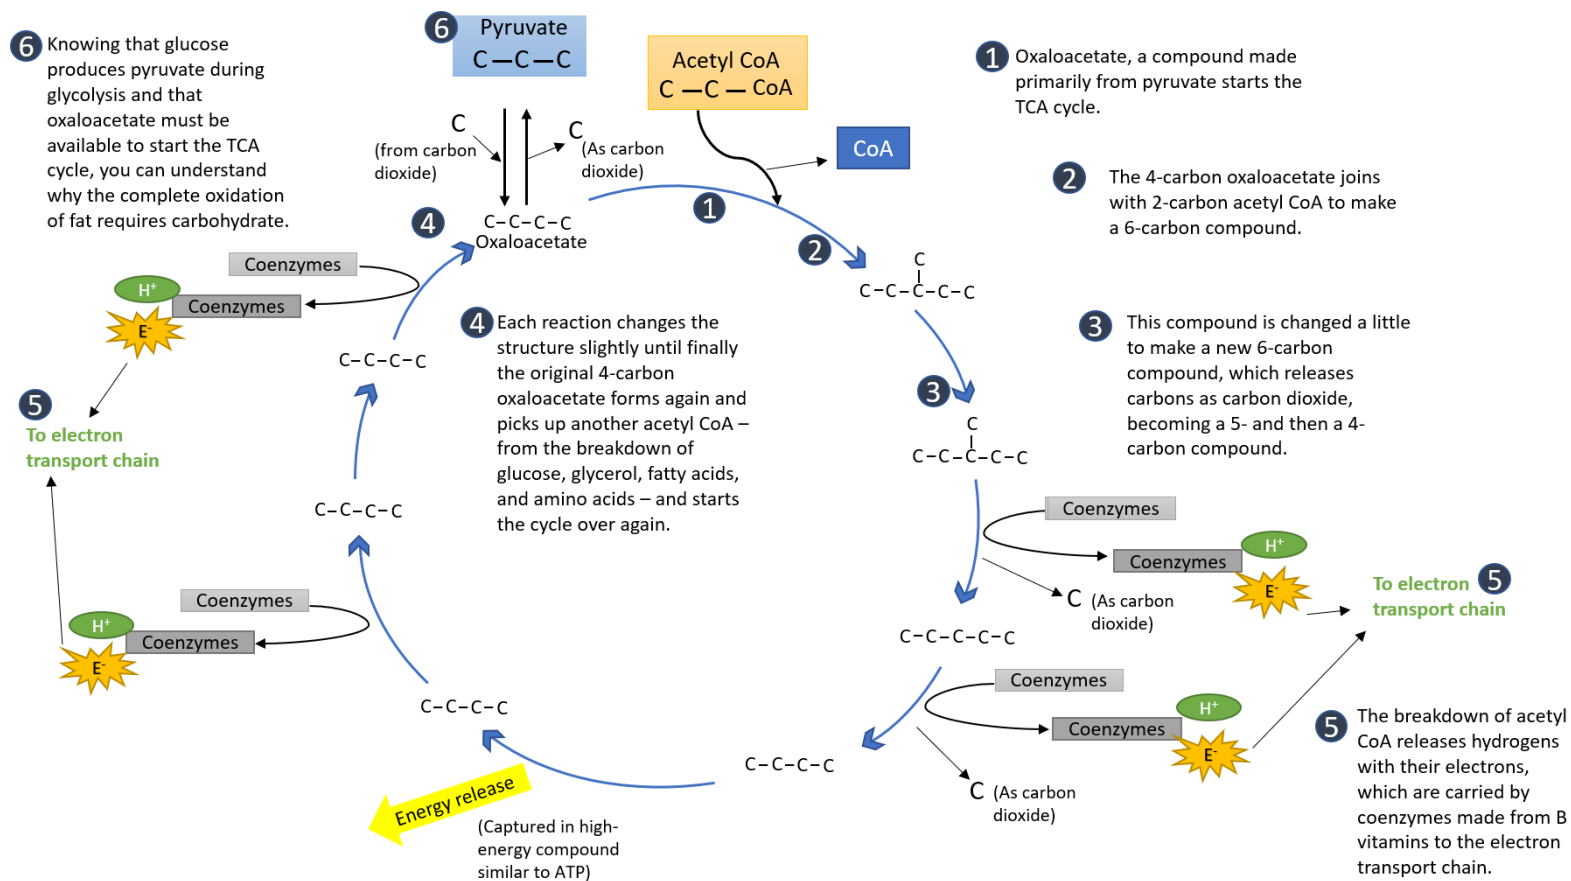 6 Knowing that glucose
produces pyruvate during
glycolysis and that
oxaloacetate must be
available to start the TCA
cycle, you can understand
why the complete oxidation
of fat requires carbohydrate.
6 Pyruvate
C – C – C
Acetyl CoA
C – C – CoA
CoA
C
(from carbon
dioxide)
C (As carbon
dioxide)
1 Oxaloacetate, a compound made
primarily from pyruvate starts the
TCA cycle.
2 The 4-carbon oxaloacetate joins
with 2-carbon acetyl CoA to make
a 6-carbon compound.
3 This compound is changed a little
to make a new 6-carbon
compound, which releases
carbons as carbon dioxide,
becoming a 5- and then a 4-
carbon compound.
4
C-C-C-C
Oxaloacetate
1
2
C
C-C-C-C-C
3
C
C-C-C-C-C
Coenzymes
H+
Coenzymes
E-
C-C-C-C
4 Each reaction changes the
structure slightly until finally
the original 4-carbon
oxaloacetate forms again and
picks up another acetyl CoA –
from the breakdown of
glucose, glycerol, fatty acids,
and amino acids – and starts
the cycle over again.
5
To electron
transport chain
C-C-C-C
Coenzymes
H+
Coenzymes
E-
Coenzymes
Coenzymes
H+
E-
C (As carbon
dioxide)
To electron 5
transport chain
C-C-C-C-C
Coenzymes
Coenzymes
H+
E-
C (As carbon
dioxide)
C-C-C-C
C-C-C-C
Energy release
(Captured in high-
energy compound
similar to ATP)
5 The breakdown of acetyl
CoA releases hydrogens
with their electrons,
which are carried by
coenzymes made from B
vitamins to the electron
transport chain.